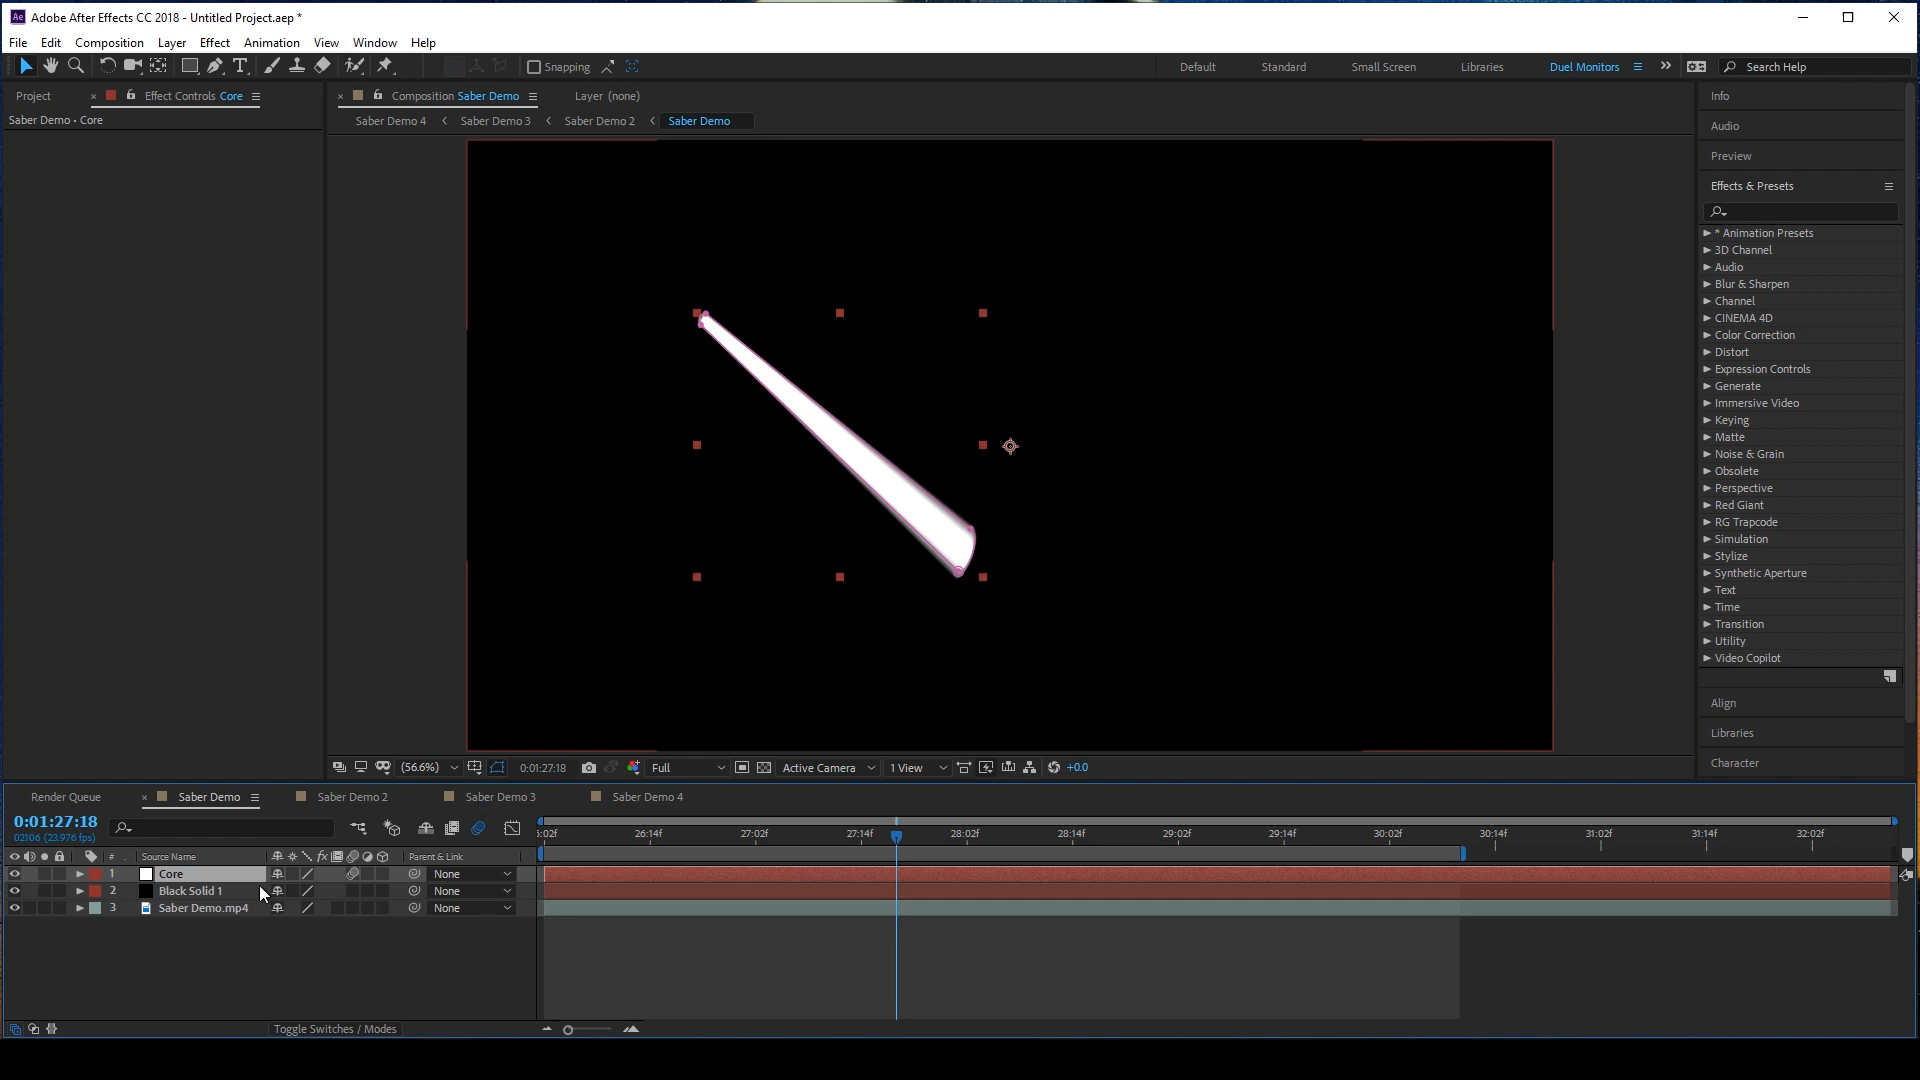 Ae Adobe After Effects CC 2018 - Untitled Project.aep *
File Edit Composition Layer Effect Animation View Window Help
Snapping Default Standard Small Screen Libraries Duel Monitors Search Help
Project Effect Controls Core Composition Saber Demo Layer (none)
Saber Demo • Core
Saber Demo 4 Saber Demo 3 Saber Demo 2 Saber Demo
Info
Audio
Preview
Effects & Presets
* Animation Presets
3D Channel
Audio
Blur & Sharpen
Channel
CINEMA 4D
Color Correction
Distort
Expression Controls
Generate
Immersive Video
Keying
Matte
Noise & Grain
Obsolete
Perspective
Red Giant
RG Trapcode
Simulation
Stylize
Synthetic Aperture
Text
Time
Transition
Utility
Video Copilot
Align
Libraries
Character
(56.6%) 0:01:27:18 Full Active Camera 1 View +0.0
Render Queue Saber Demo Saber Demo 2 Saber Demo 3 Saber Demo 4
0:01:27:18
02106 (23.976 fps)
5:02f 26:14f 27:02f 27:14f 28:02f 28:14f 29:02f 29:14f 30:02f 30:14f 31:02f 31:14f 32:02f
# Source Name fx Parent & Link
1 Core None
2 Black Solid 1 None
3 Saber Demo.mp4 None
Toggle Switches / Modes